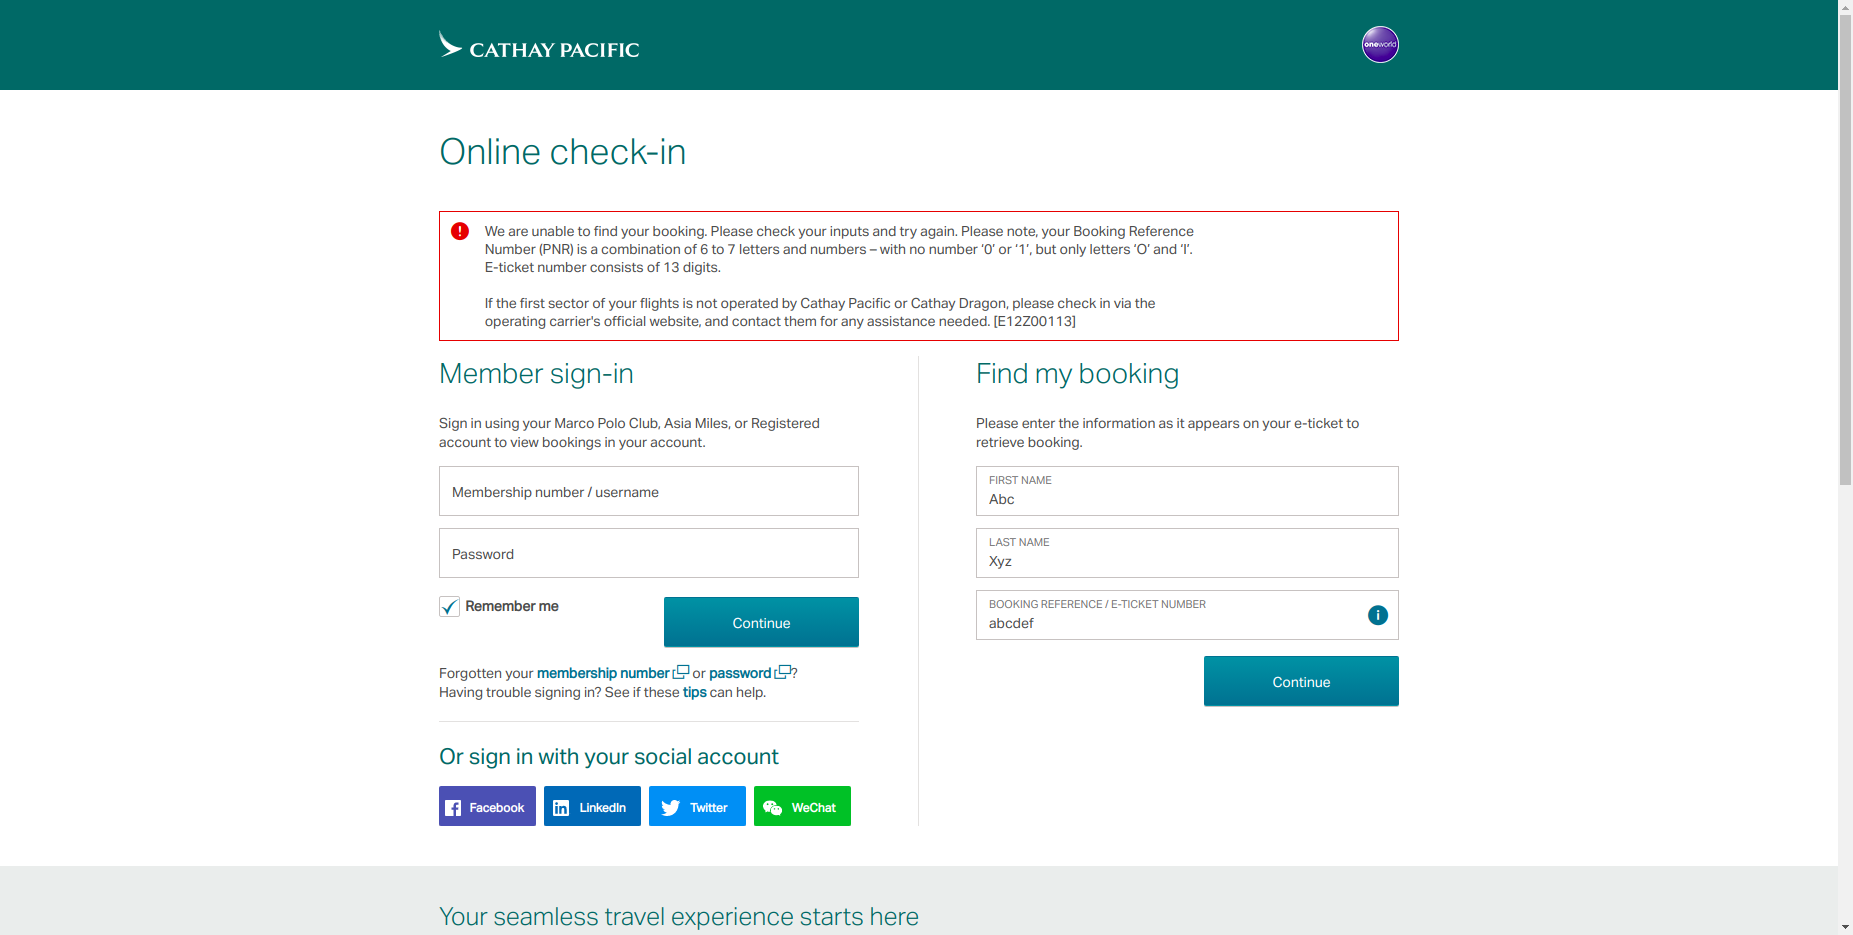 CATHAY PACIFIC
oneworld
Online check-in
We are unable to find your booking. Please check your inputs and try again. Please note, your Booking Reference
Number (PNR) is a combination of 6 to 7 letters and numbers – with no number ‘0’ or ‘1’, but only letters ‘O’ and ‘I’.
E-ticket number consists of 13 digits.
If the first sector of your flights is not operated by Cathay Pacific or Cathay Dragon, please check in via the
operating carrier's official website, and contact them for any assistance needed. [E12Z00113]
Member sign-in
Sign in using your Marco Polo Club, Asia Miles, or Registered
account to view bookings in your account.
Membership number / username
Password
Remember me
Continue
Forgotten your membership number or password ?
Having trouble signing in? See if these tips can help.
Or sign in with your social account
Facebook
LinkedIn
Twitter
WeChat
Find my booking
Please enter the information as it appears on your e-ticket to
retrieve booking.
FIRST NAME
Abc
LAST NAME
Xyz
BOOKING REFERENCE / E-TICKET NUMBER
abcdef
Continue
Your seamless travel experience starts here